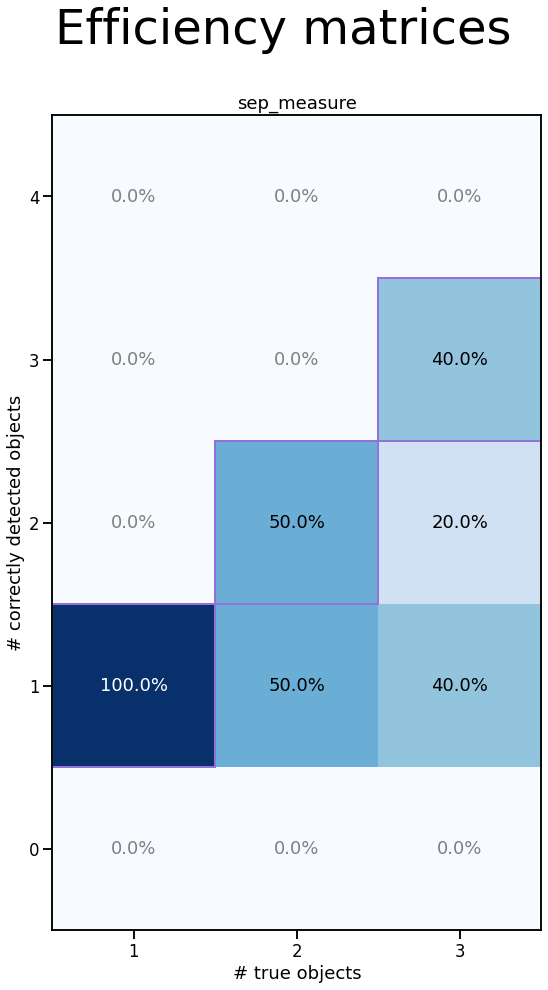 Efficiency matrices
sep_measure
4 0.0% 0.0% 0.0%
3 0.0% 0.0% 40.0%
2 0.0% 50.0% 20.0%
1 100.0% 50.0% 40.0%
0 0.0% 0.0% 0.0%
1 2 3
# true objects
# correctly detected objects